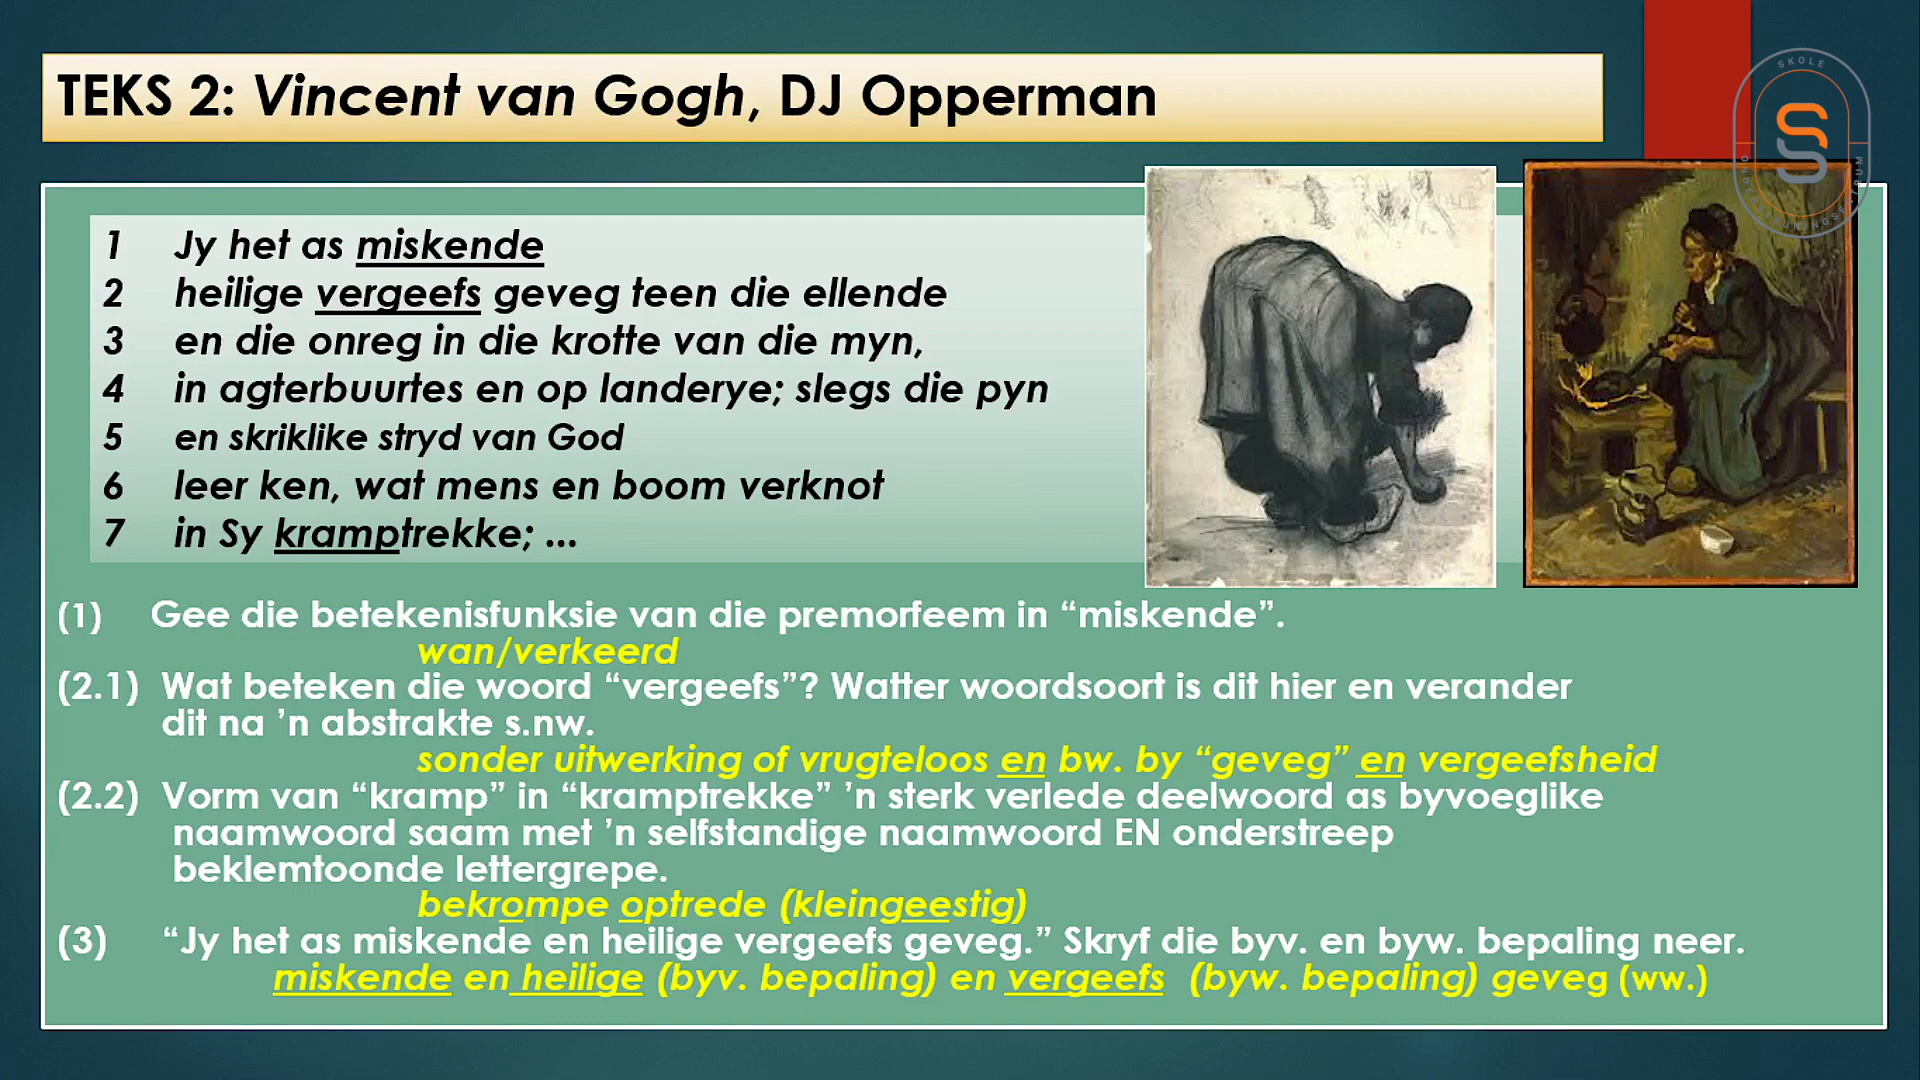 TEKS 2: Vincent van Gogh, DJ Opperman
SKOLE
ONDERSTEUNINGSENTRUM
1 Jy het as miskende
2 heilige vergeefs geveg teen die ellende
3 en die onreg in die krotte van die myn,
4 in agterbuurtes en op landerye; slegs die pyn
5 en skriklike stryd van God
6 leer ken, wat mens en boom verknot
7 in Sy kramptrekke; ...
(1) Gee die betekenisfunksie van die premorfeem in “miskende”.
wan/verkeerd
(2.1) Wat beteken die woord “vergeefs”? Watter woordsoort is dit hier en verander
dit na ’n abstrakte s.nw.
sonder uitwerking of vrugteloos en bw. by “geveg” en vergeefsheid
(2.2) Vorm van “kramp” in “kramptrekke” ’n sterk verlede deelwoord as byvoeglike
naamwoord saam met ’n selfstandige naamwoord EN onderstreep
beklemtoonde lettergrepe.
bekrompe optrede (kleingeestig)
(3) “Jy het as miskende en heilige vergeefs geveg.” Skryf die byv. en byw. bepaling neer.
miskende en heilige (byv. bepaling) en vergeefs (byw. bepaling) geveg (ww.)